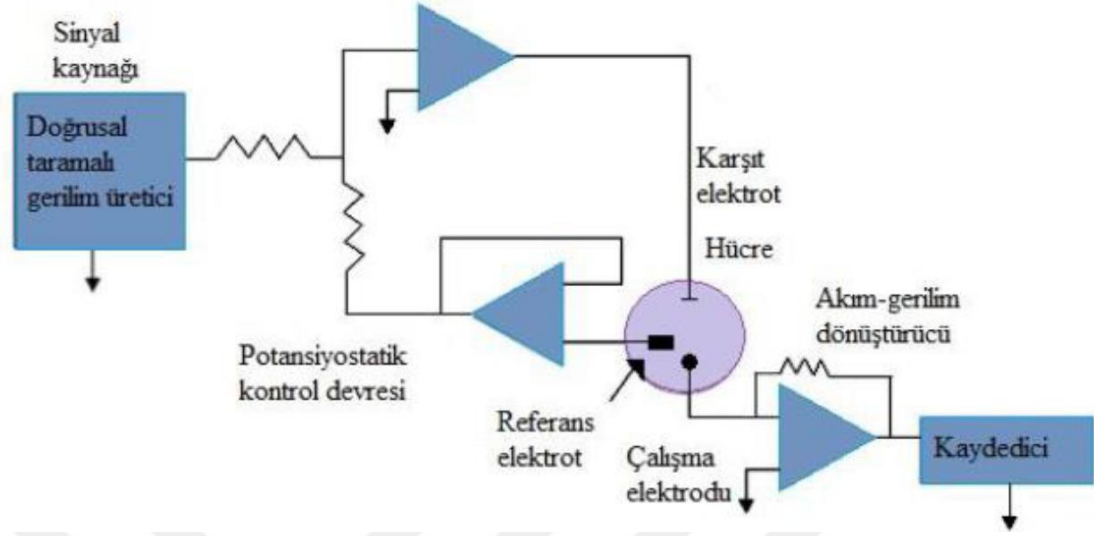 Sinyal
kaynağı
Doğrusal
taramalı
gerilim üretici
Karşıt
elektrot
Hücre
Akım-gerilim
dönüştürücü
Potansiyostatik
kontrol devresi
Referans
elektrot
Çalışma
elektrodu
Kaydedici